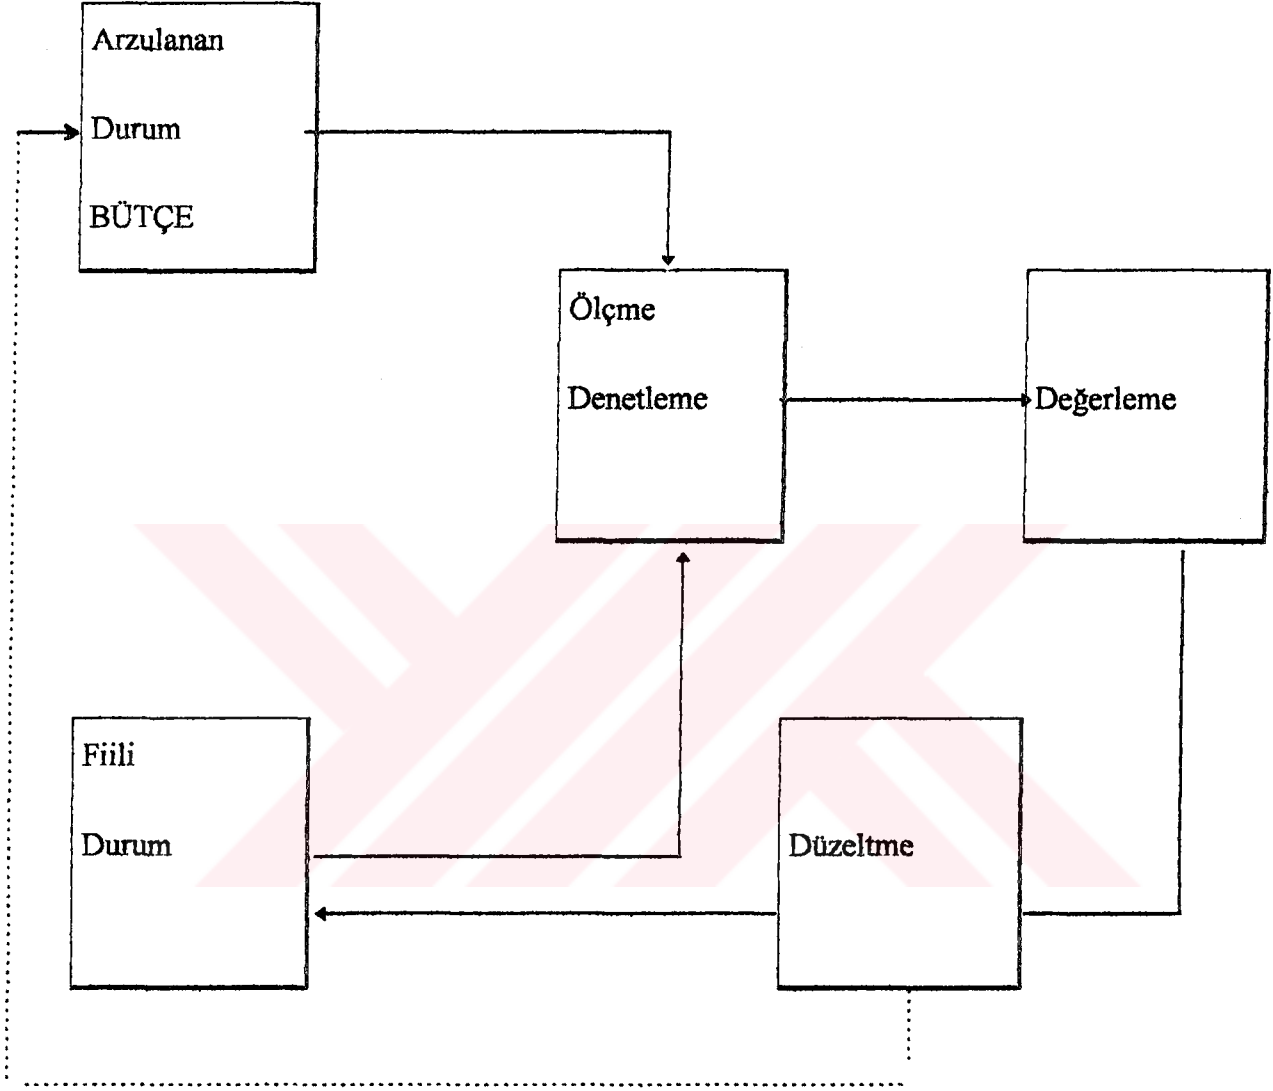 Arzulanan
Durum
BÜTÇE
Ölçme
Denetleme
Değerleme
Fiili
Durum
Düzeltme